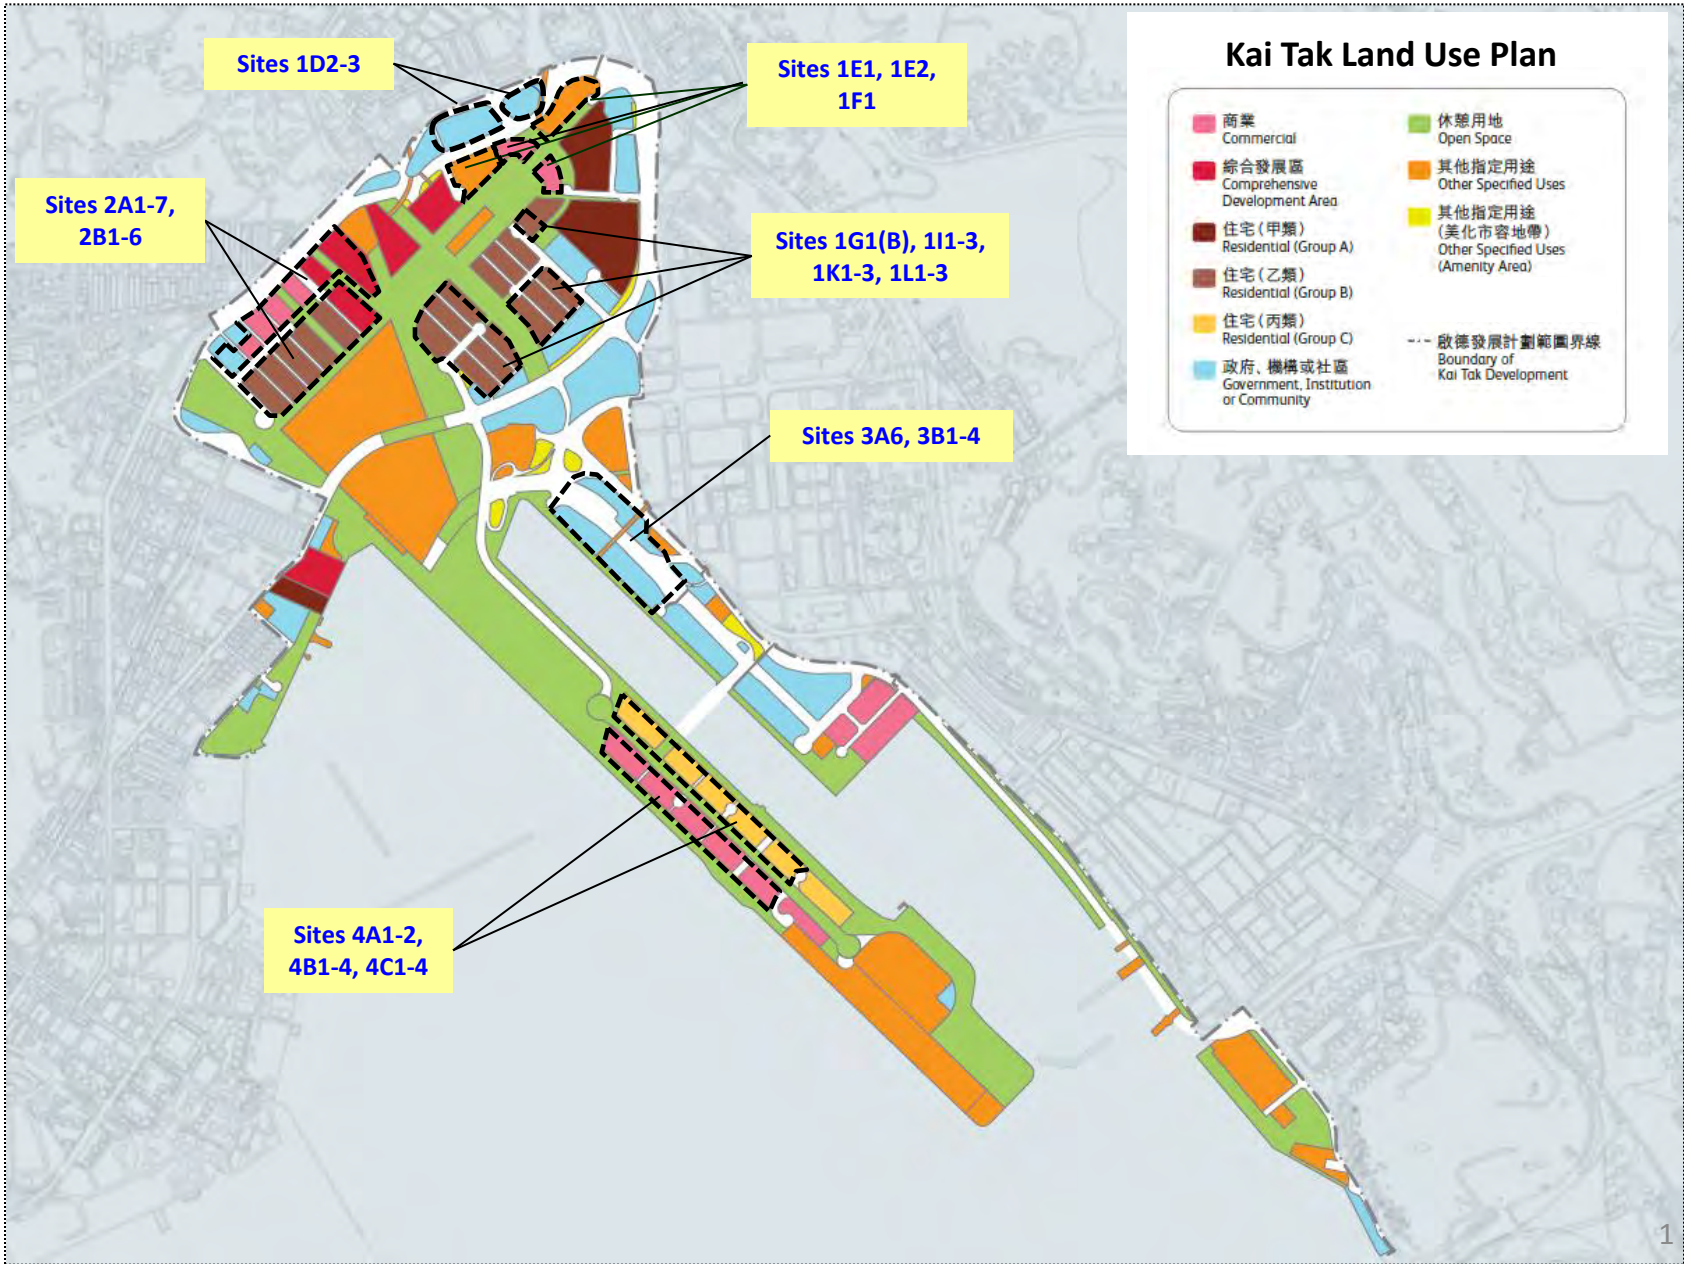 Kai Tak Land Use Plan
商業
Commercial
綜合發展區
Comprehensive
Development Area
住宅(甲類)
Residential (Group A)
住宅(乙類)
Residential (Group B)
住宅(丙類)
Residential (Group C)
政府、機構或社區
Government, Institution
or Community
休憩用地
Open Space
其他指定用途
Other Specified Uses
其他指定用途
(美化市容地帶)
Other Specified Uses
(Amenity Area)
啟德發展計劃範圍界線
Boundary of
Kai Tak Development
Sites 1D2-3
Sites 1E1, 1E2,
1F1
Sites 2A1-7,
2B1-6
Sites 1G1(B), 1I1-3,
1K1-3, 1L1-3
Sites 3A6, 3B1-4
Sites 4A1-2,
4B1-4, 4C1-4
1